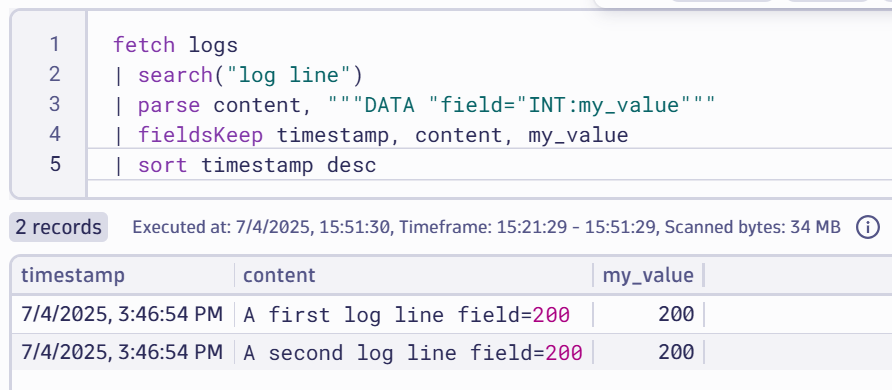 1 fetch logs
2 | search("log line")
3 | parse content, """DATA "field="INT:my_value"""
4 | fieldsKeep timestamp, content, my_value
5 | sort timestamp desc
2 records Executed at: 7/4/2025, 15:51:30, Timeframe: 15:21:29 - 15:51:29, Scanned bytes: 34 MB
timestamp content my_value
7/4/2025, 3:46:54 PM A first log line field=200 200
7/4/2025, 3:46:54 PM A second log line field=200 200